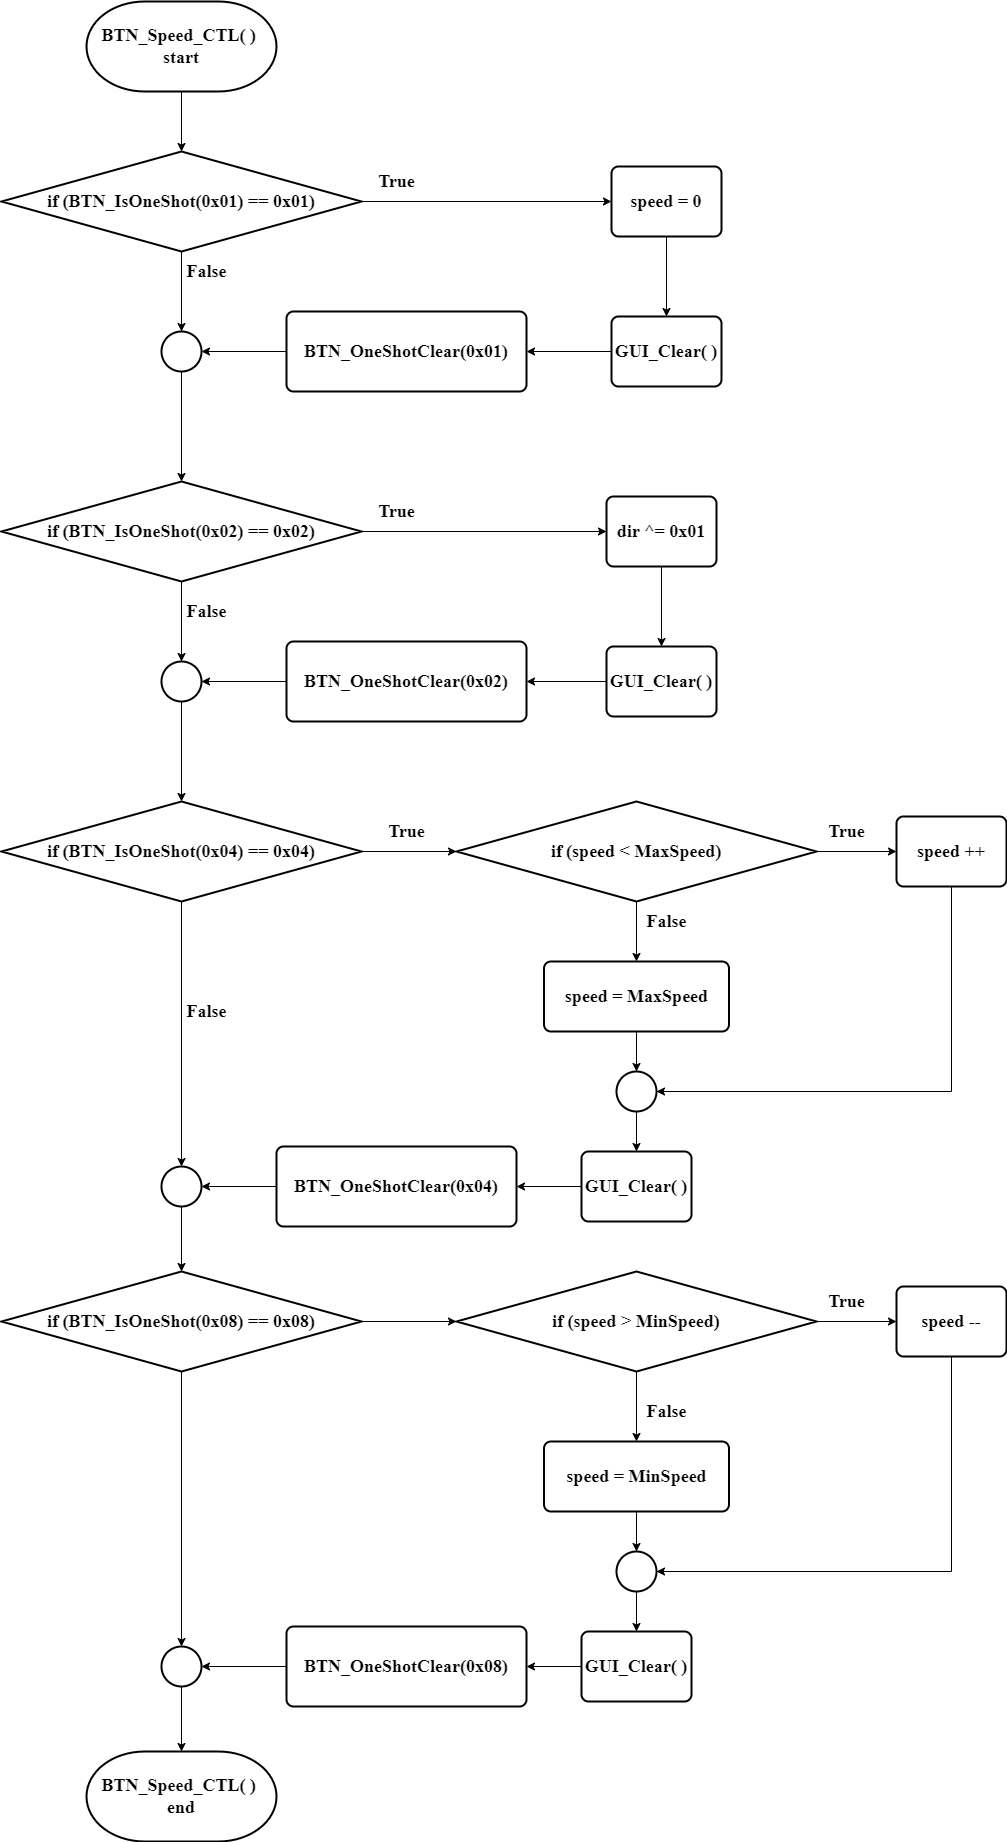 BTN_Speed_CTL( )
start
if (BTN_IsOneShot(0x01) == 0x01)
True
speed = 0
False
BTN_OneShotClear(0x01)
GUI_Clear( )
if (BTN_IsOneShot(0x02) == 0x02)
True
dir ^= 0x01
False
BTN_OneShotClear(0x02)
GUI_Clear( )
if (BTN_IsOneShot(0x04) == 0x04)
True
if (speed < MaxSpeed)
True
speed ++
False
speed = MaxSpeed
False
BTN_OneShotClear(0x04)
GUI_Clear( )
if (BTN_IsOneShot(0x08) == 0x08)
if (speed > MinSpeed)
True
speed --
False
speed = MinSpeed
BTN_OneShotClear(0x08)
GUI_Clear( )
BTN_Speed_CTL( )
end